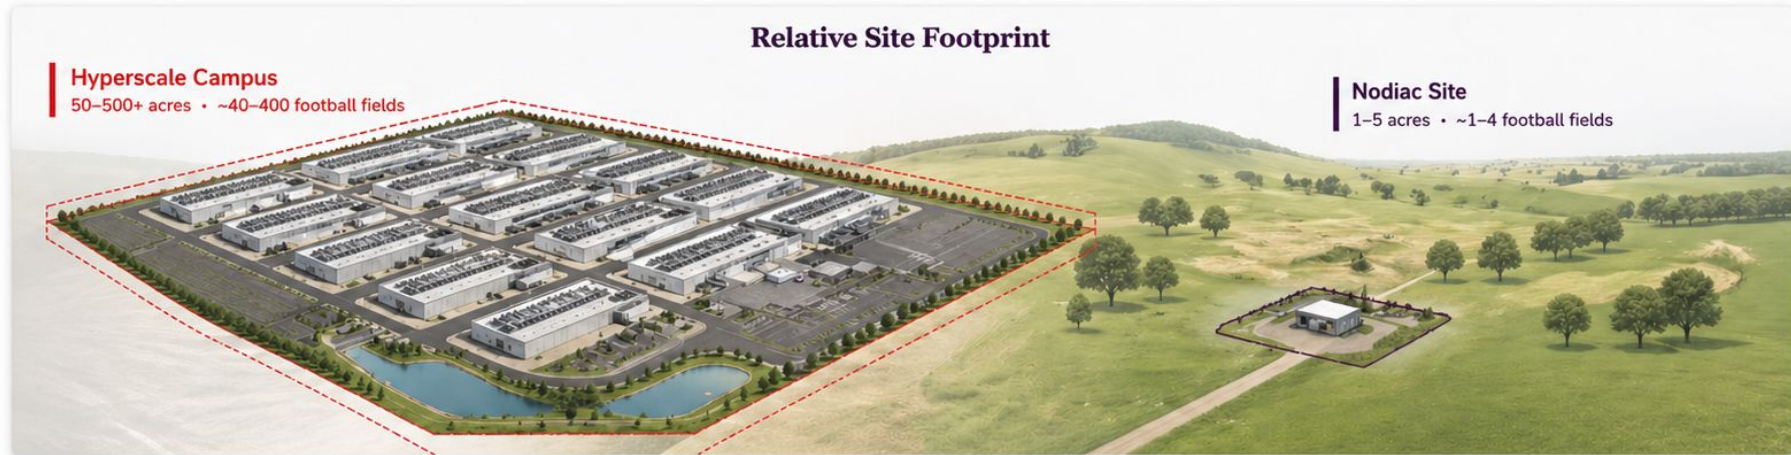 Relative Site Footprint
Hyperscale Campus
50–500+ acres • ~40–400 football fields
Nodiac Site
1–5 acres • ~1–4 football fields